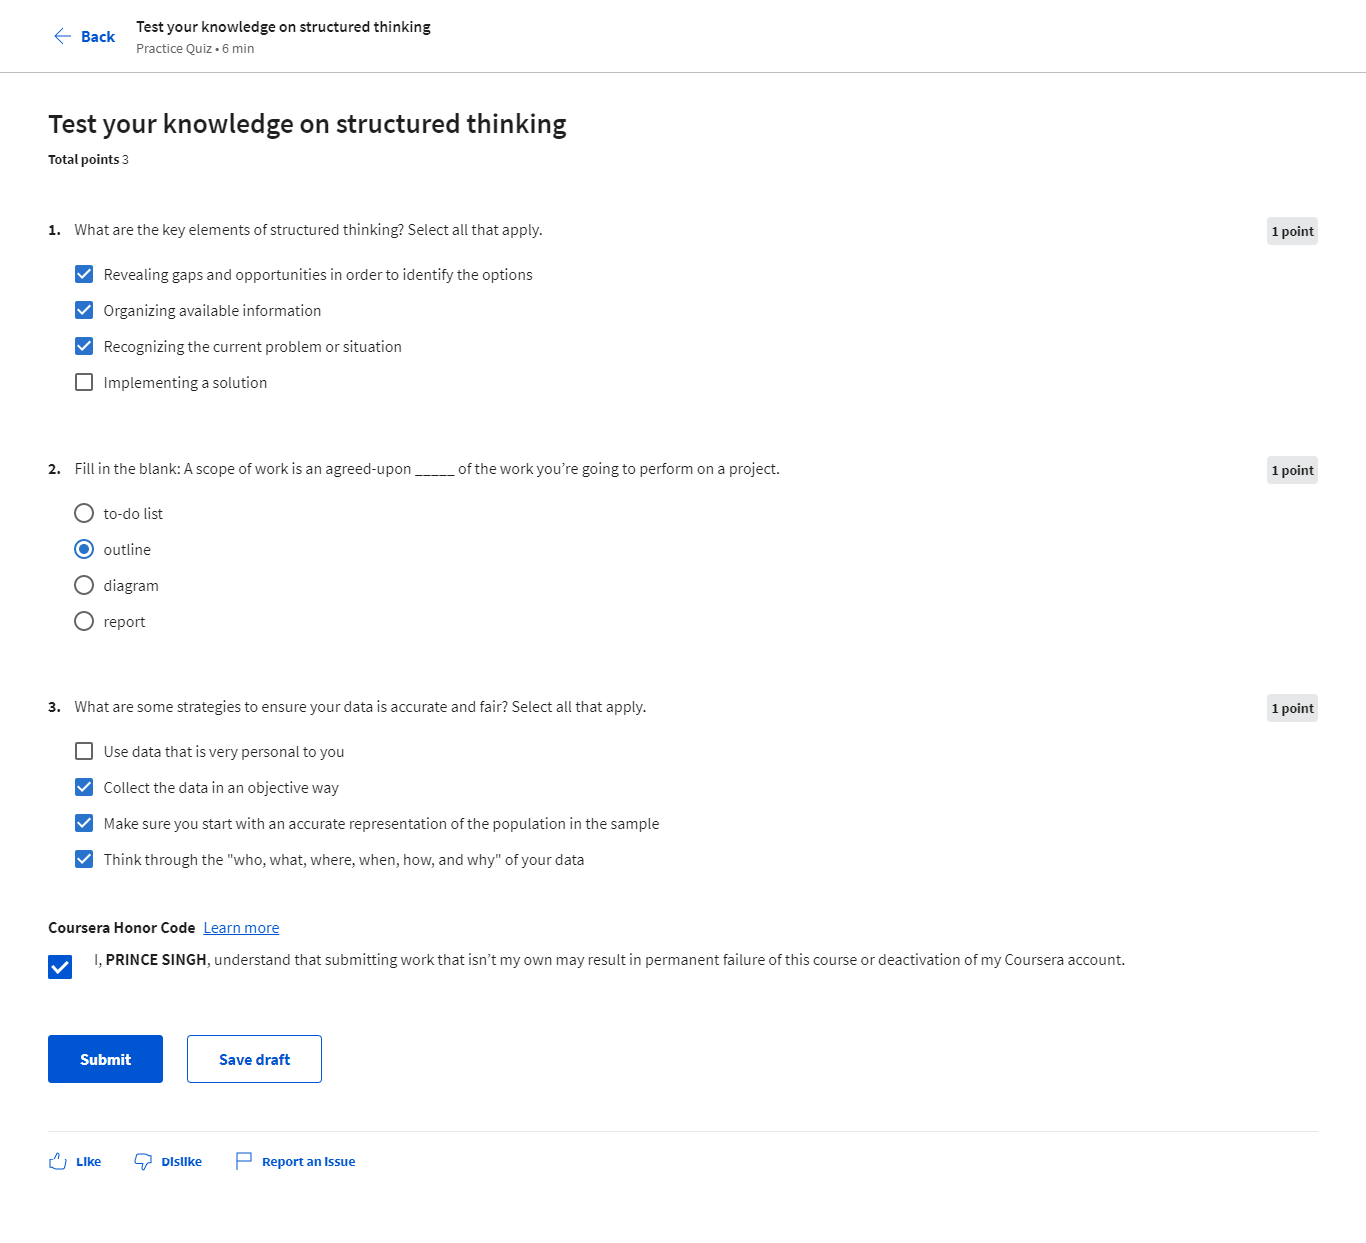 Back
Test your knowledge on structured thinking
Practice Quiz • 6 min
Test your knowledge on structured thinking
Total points 3
1. What are the key elements of structured thinking? Select all that apply.
1 point
Revealing gaps and opportunities in order to identify the options
Organizing available information
Recognizing the current problem or situation
Implementing a solution
2. Fill in the blank: A scope of work is an agreed-upon _____ of the work you’re going to perform on a project.
1 point
to-do list
outline
diagram
report
3. What are some strategies to ensure your data is accurate and fair? Select all that apply.
1 point
Use data that is very personal to you
Collect the data in an objective way
Make sure you start with an accurate representation of the population in the sample
Think through the "who, what, where, when, how, and why" of your data
Coursera Honor Code Learn more
I, PRINCE SINGH, understand that submitting work that isn’t my own may result in permanent failure of this course or deactivation of my Coursera account.
Submit Save draft
Like Dislike Report an Issue